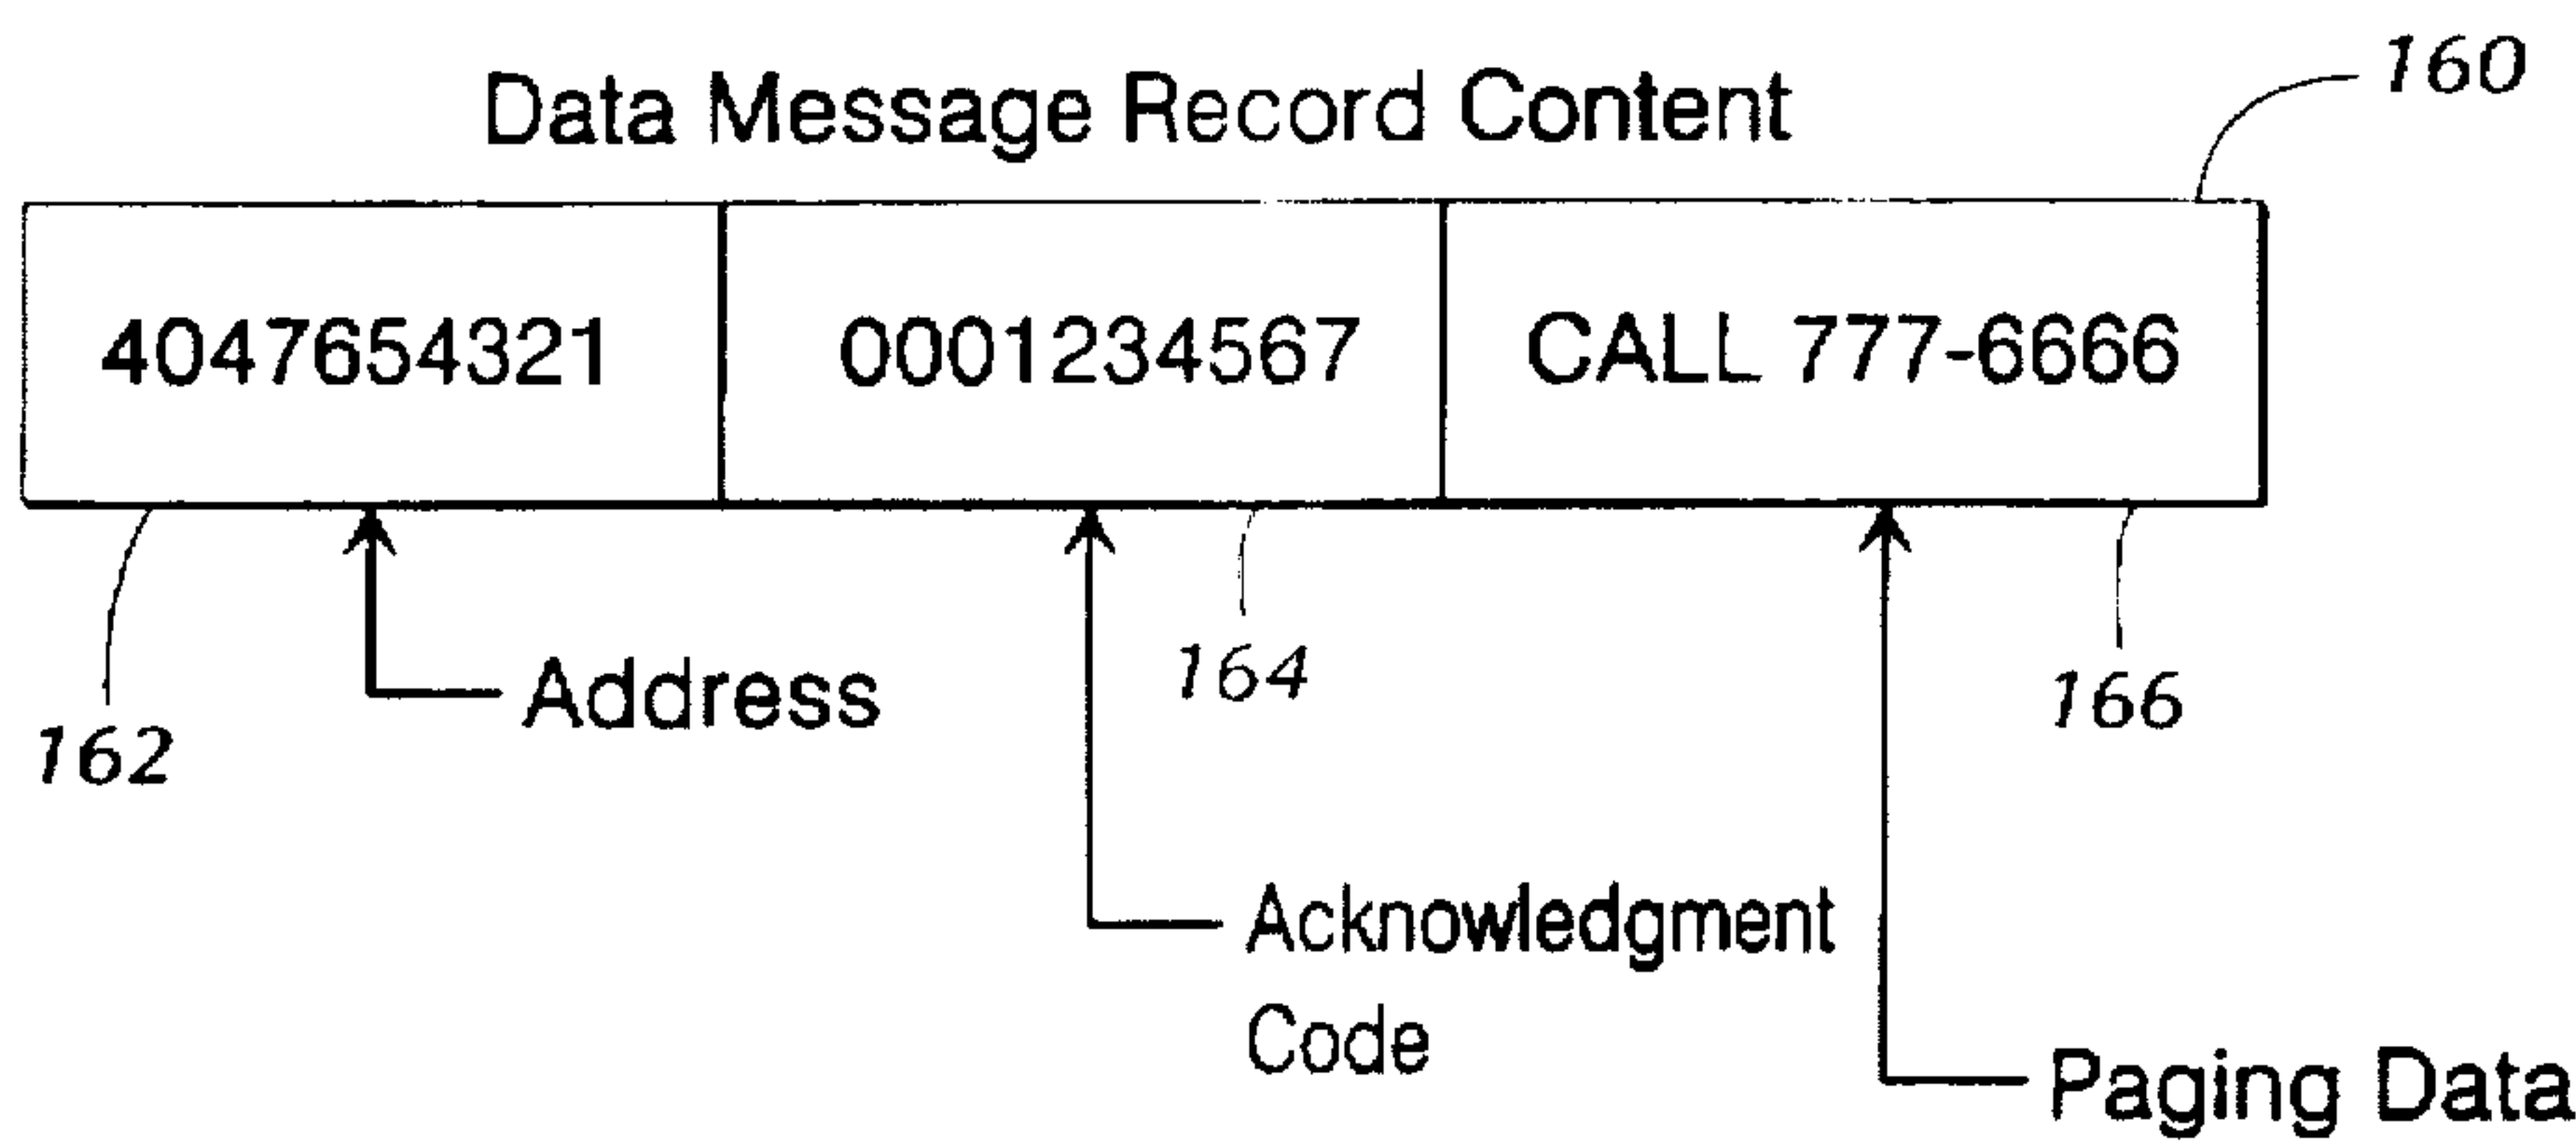 160
Data Message Record Content
4047654321 0001234567 CALL 777-6666
162 Address 164 166
Acknowledgment
Code
Paging Data